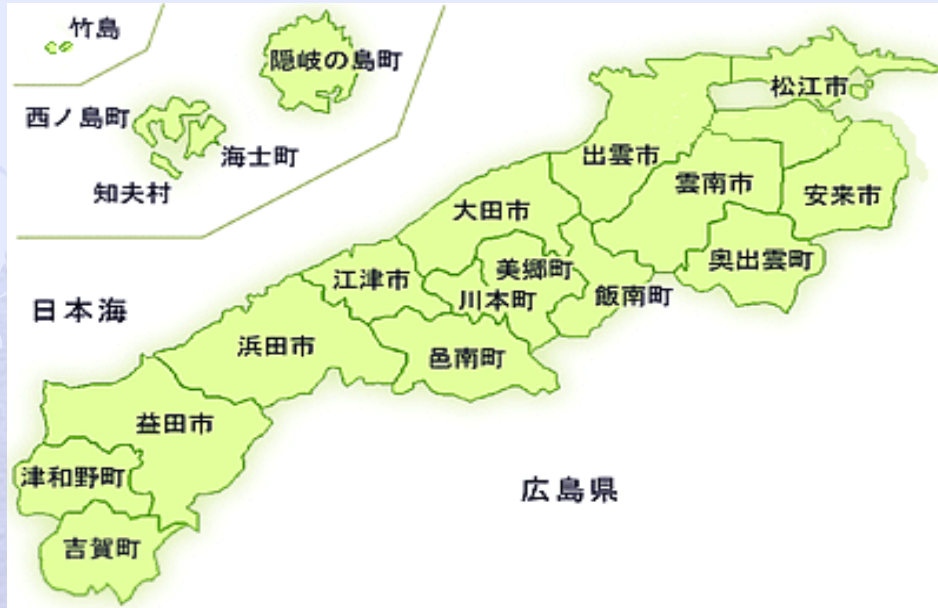 竹島
隠岐の島町
西ノ島町
海士町
知夫村
松江市
出雲市
雲南市
安来市
大田市
奥出雲町
美郷町
江津市
川本町
飯南町
日本海
浜田市
邑南町
益田市
津和野町
広島県
吉賀町